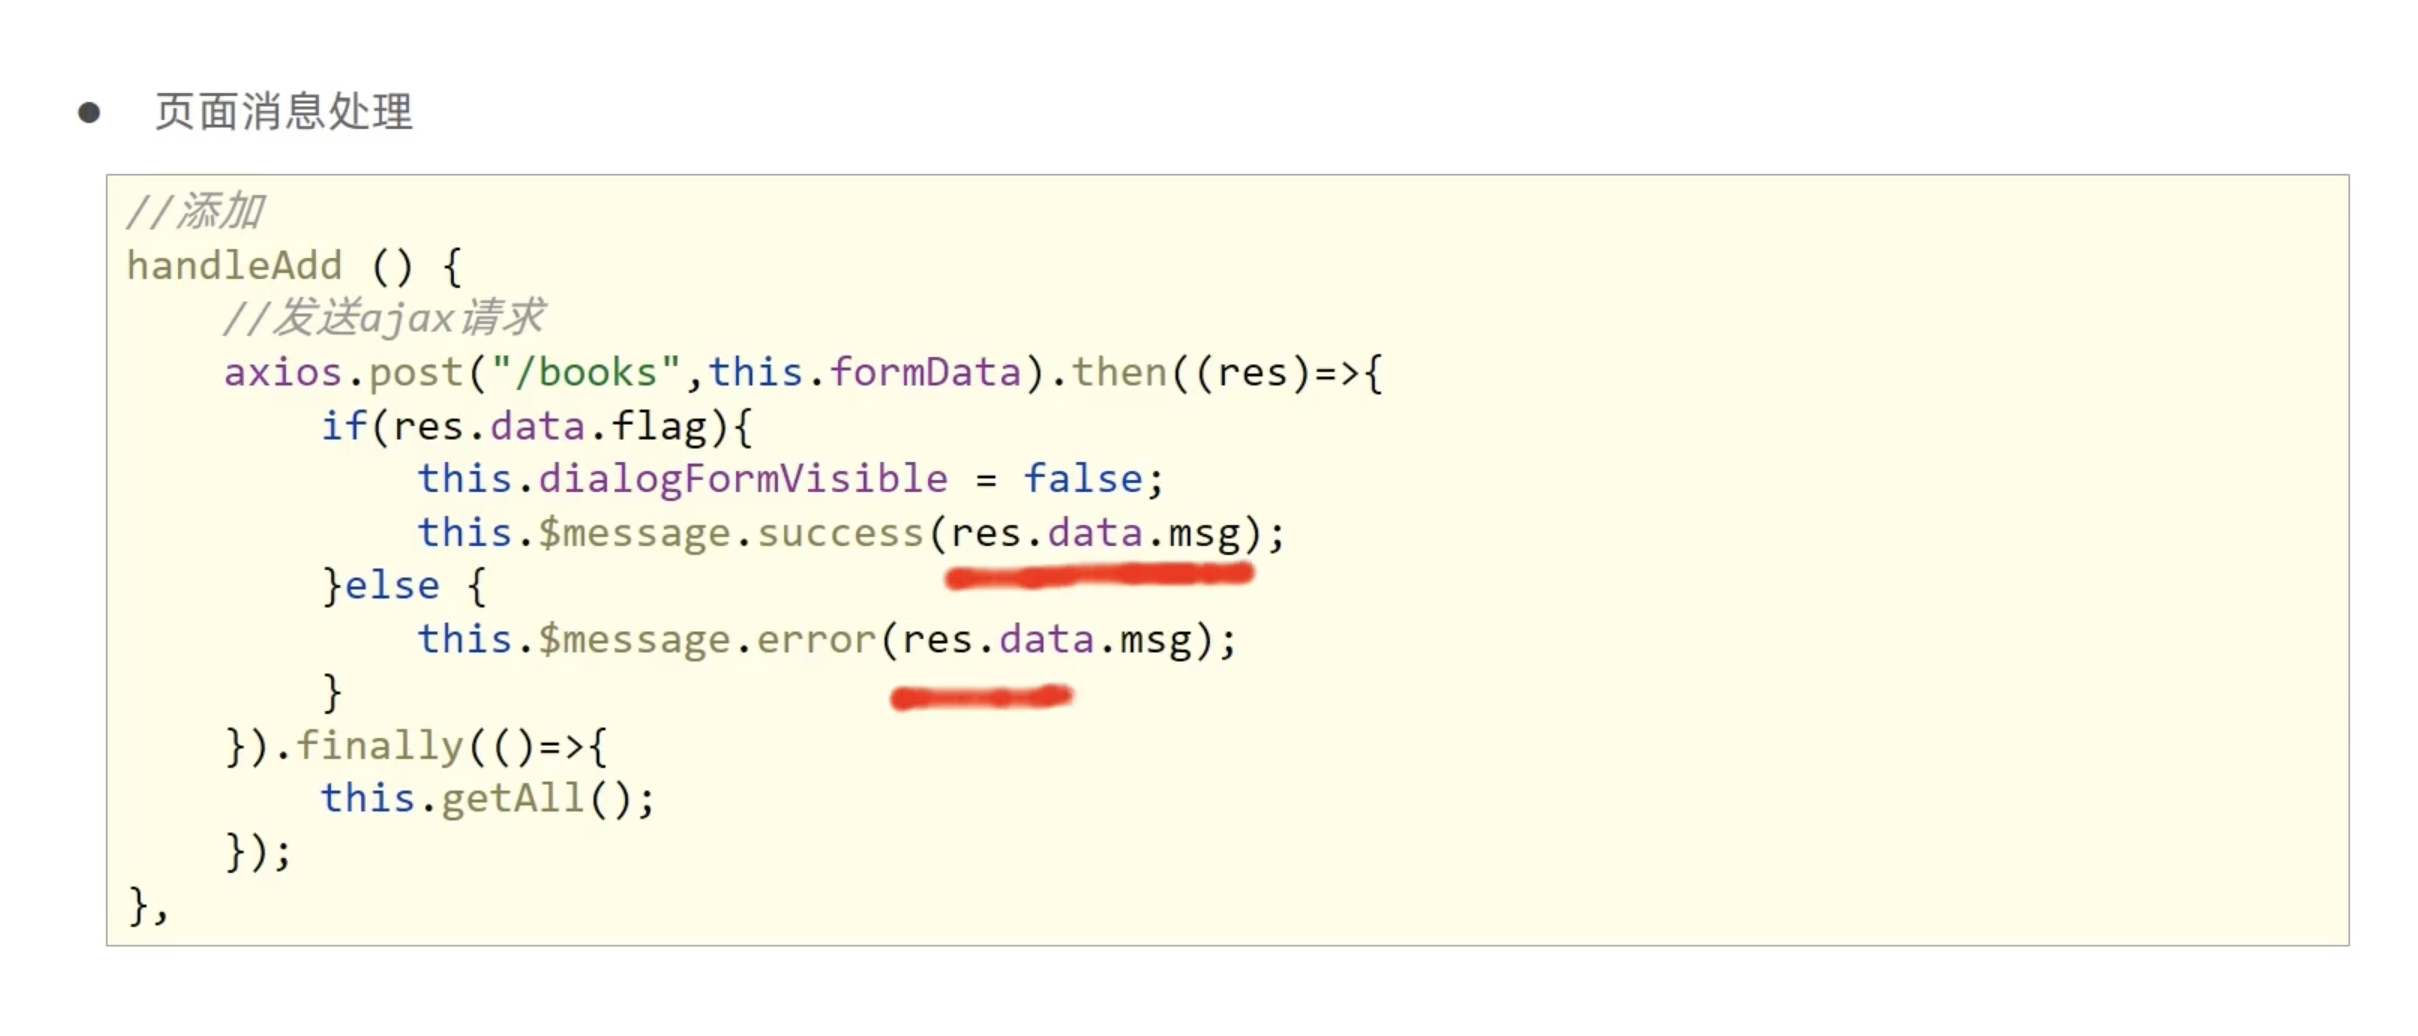 ● 页面消息处理
//添加
handleAdd () {
//发送ajax请求
axios.post("/books",this.formData).then((res)=>{
if(res.data.flag){
this.dialogFormVisible = false;
this.$message.success(res.data.msg);
}else {
this.$message.error(res.data.msg);
}
}).finally(()=>{
this.getAll();
});
},